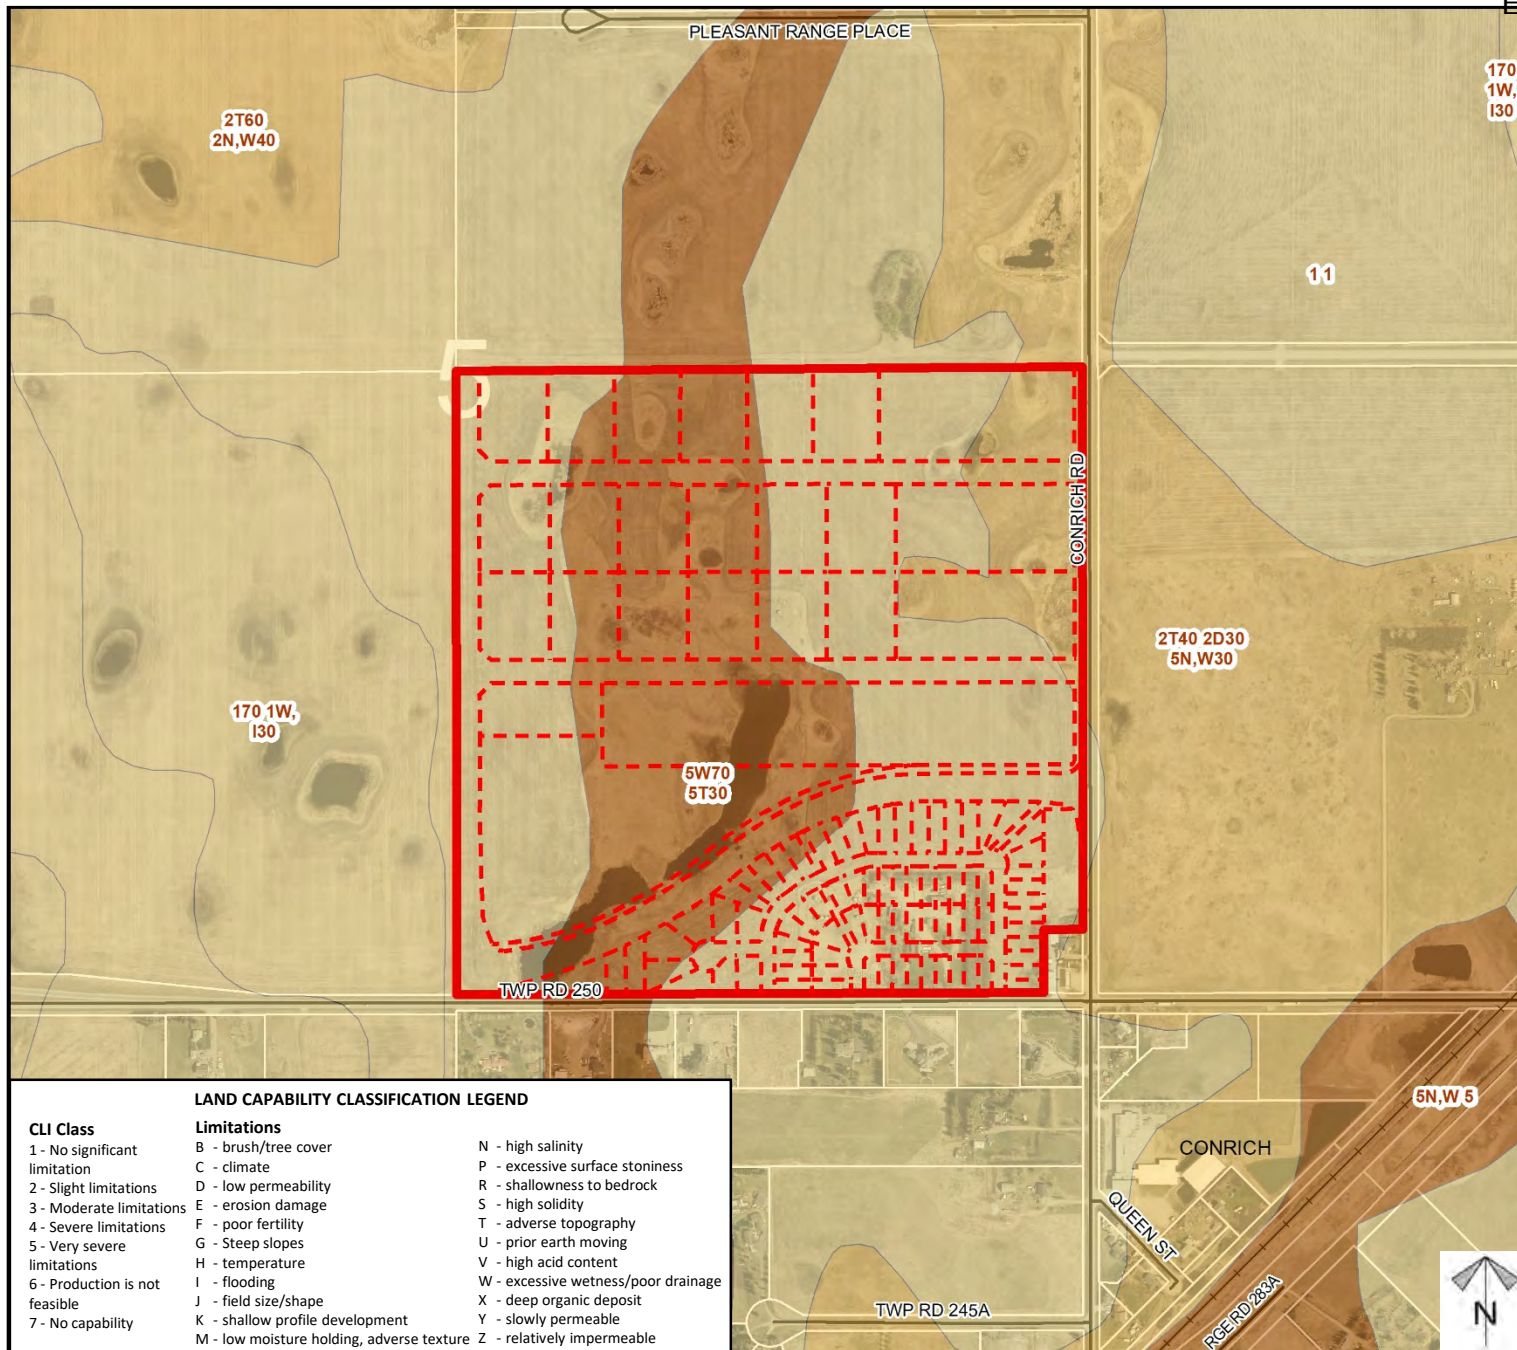 PLEASANT RANGE PLACE
2T60
2N,W40
170
1W,
I30
1 1
5
CONRICH RD
2T40 2D30
5N,W30
170 1W,
I30
5W70
5T30
TWP RD 250
5N,W 5
CONRICH
QUEEN ST
TWP RD 245A
RGE RD 283A
N
LAND CAPABILITY CLASSIFICATION LEGEND
CLI Class
1 - No significant
limitation
2 - Slight limitations
3 - Moderate limitations
4 - Severe limitations
5 - Very severe
limitations
6 - Production is not
feasible
7 - No capability
Limitations
B - brush/tree cover
C - climate
D - low permeability
E - erosion damage
F - poor fertility
G - Steep slopes
H - temperature
I - flooding
J - field size/shape
K - shallow profile development
M - low moisture holding, adverse texture
N - high salinity
P - excessive surface stoniness
R - shallowness to bedrock
S - high solidity
T - adverse topography
U - prior earth moving
V - high acid content
W - excessive wetness/poor drainage
X - deep organic deposit
Y - slowly permeable
Z - relatively impermeable